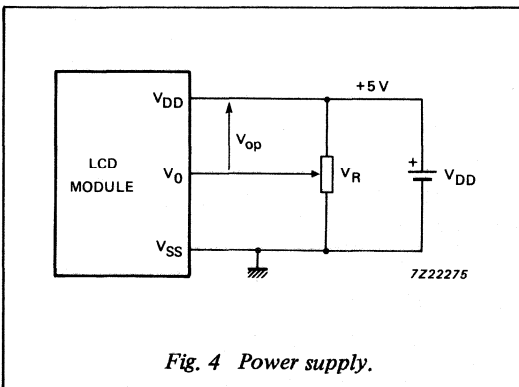 +5 V
V_DD
V_op
LCD
MODULE
V_0
V_R
+
V_DD
V_SS
7Z22275
Fig. 4 Power supply.